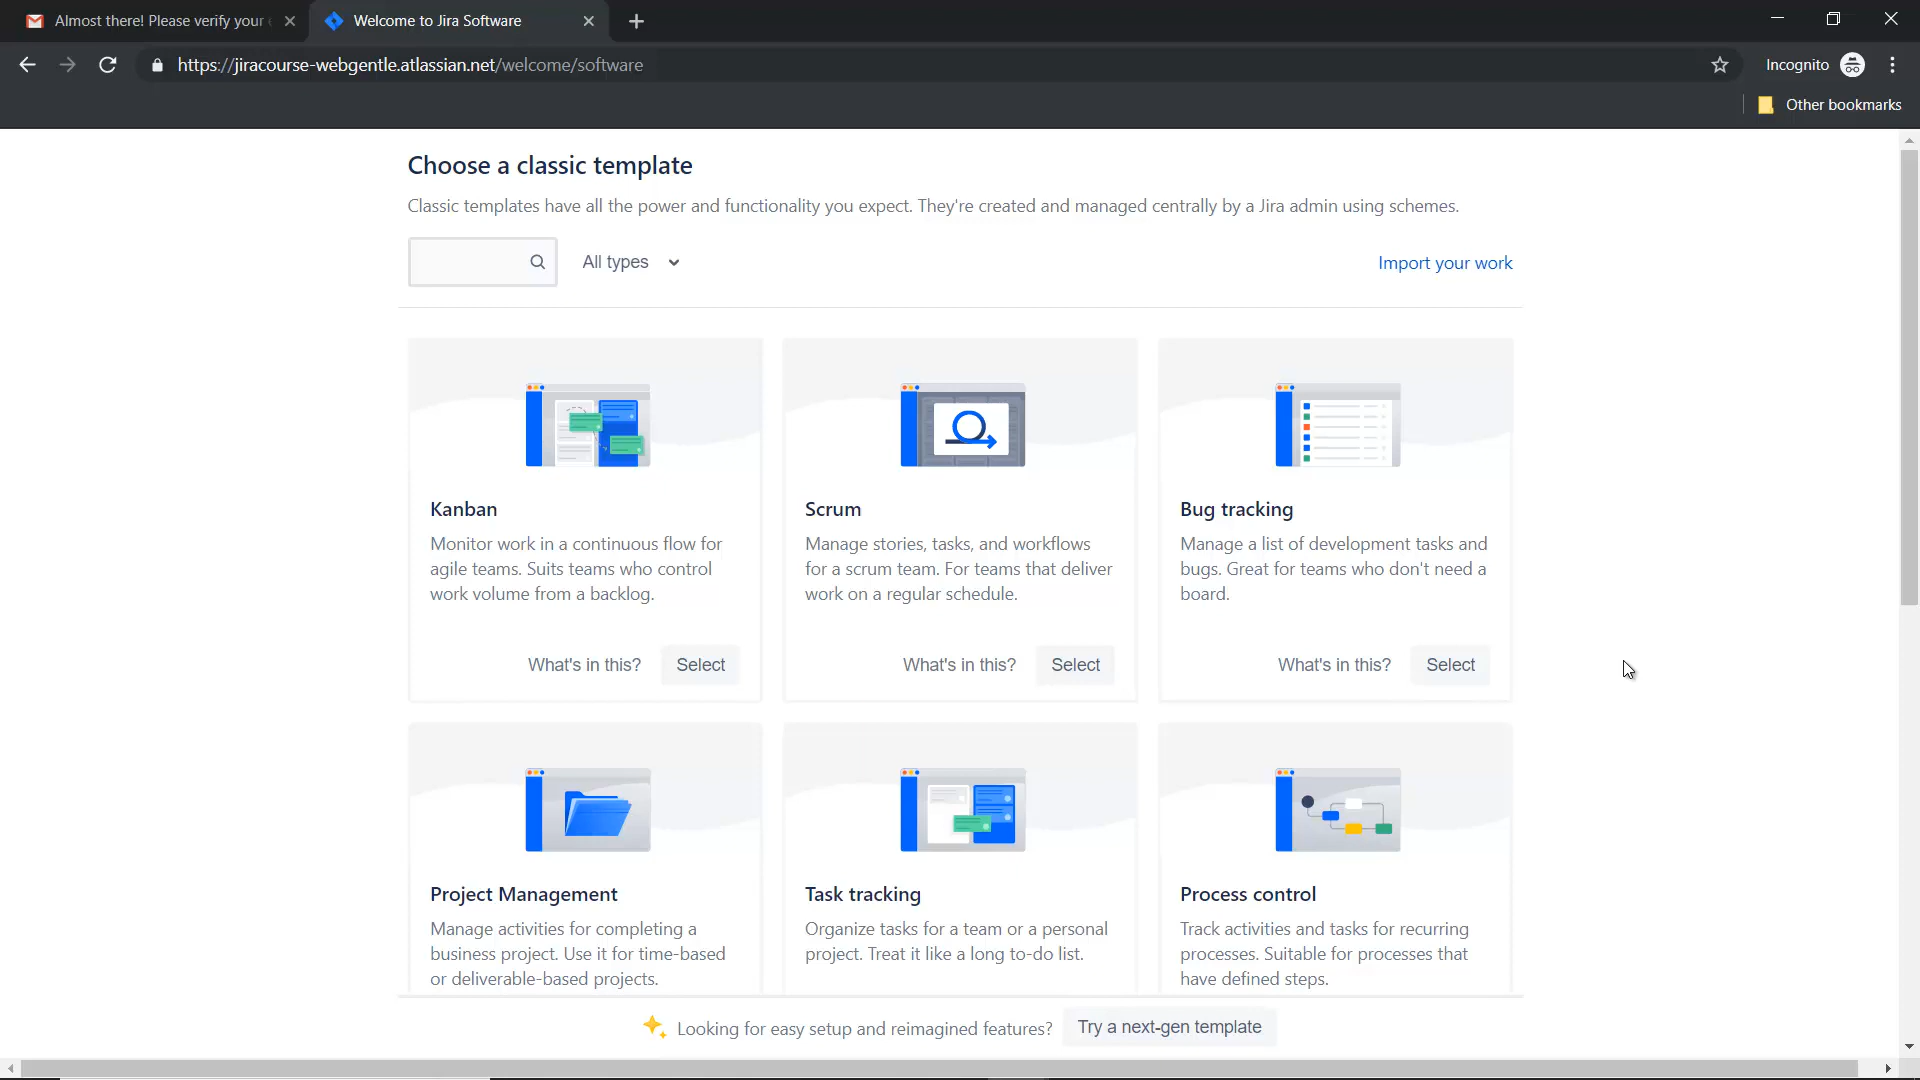 Almost there! Please verify your
Welcome to Jira Software
https://jiracourse-webgentle.atlassian.net/welcome/software
Incognito
Other bookmarks
Choose a classic template
Classic templates have all the power and functionality you expect. They're created and managed centrally by a Jira admin using schemes.
All types
Import your work
Kanban
Monitor work in a continuous flow for
agile teams. Suits teams who control
work volume from a backlog.
What's in this?
Select
Scrum
Manage stories, tasks, and workflows
for a scrum team. For teams that deliver
work on a regular schedule.
What's in this?
Select
Bug tracking
Manage a list of development tasks and
bugs. Great for teams who don't need a
board.
What's in this?
Select
Project Management
Manage activities for completing a
business project. Use it for time-based
or deliverable-based projects.
Task tracking
Organize tasks for a team or a personal
project. Treat it like a long to-do list.
Process control
Track activities and tasks for recurring
processes. Suitable for processes that
have defined steps.
Looking for easy setup and reimagined features?
Try a next-gen template